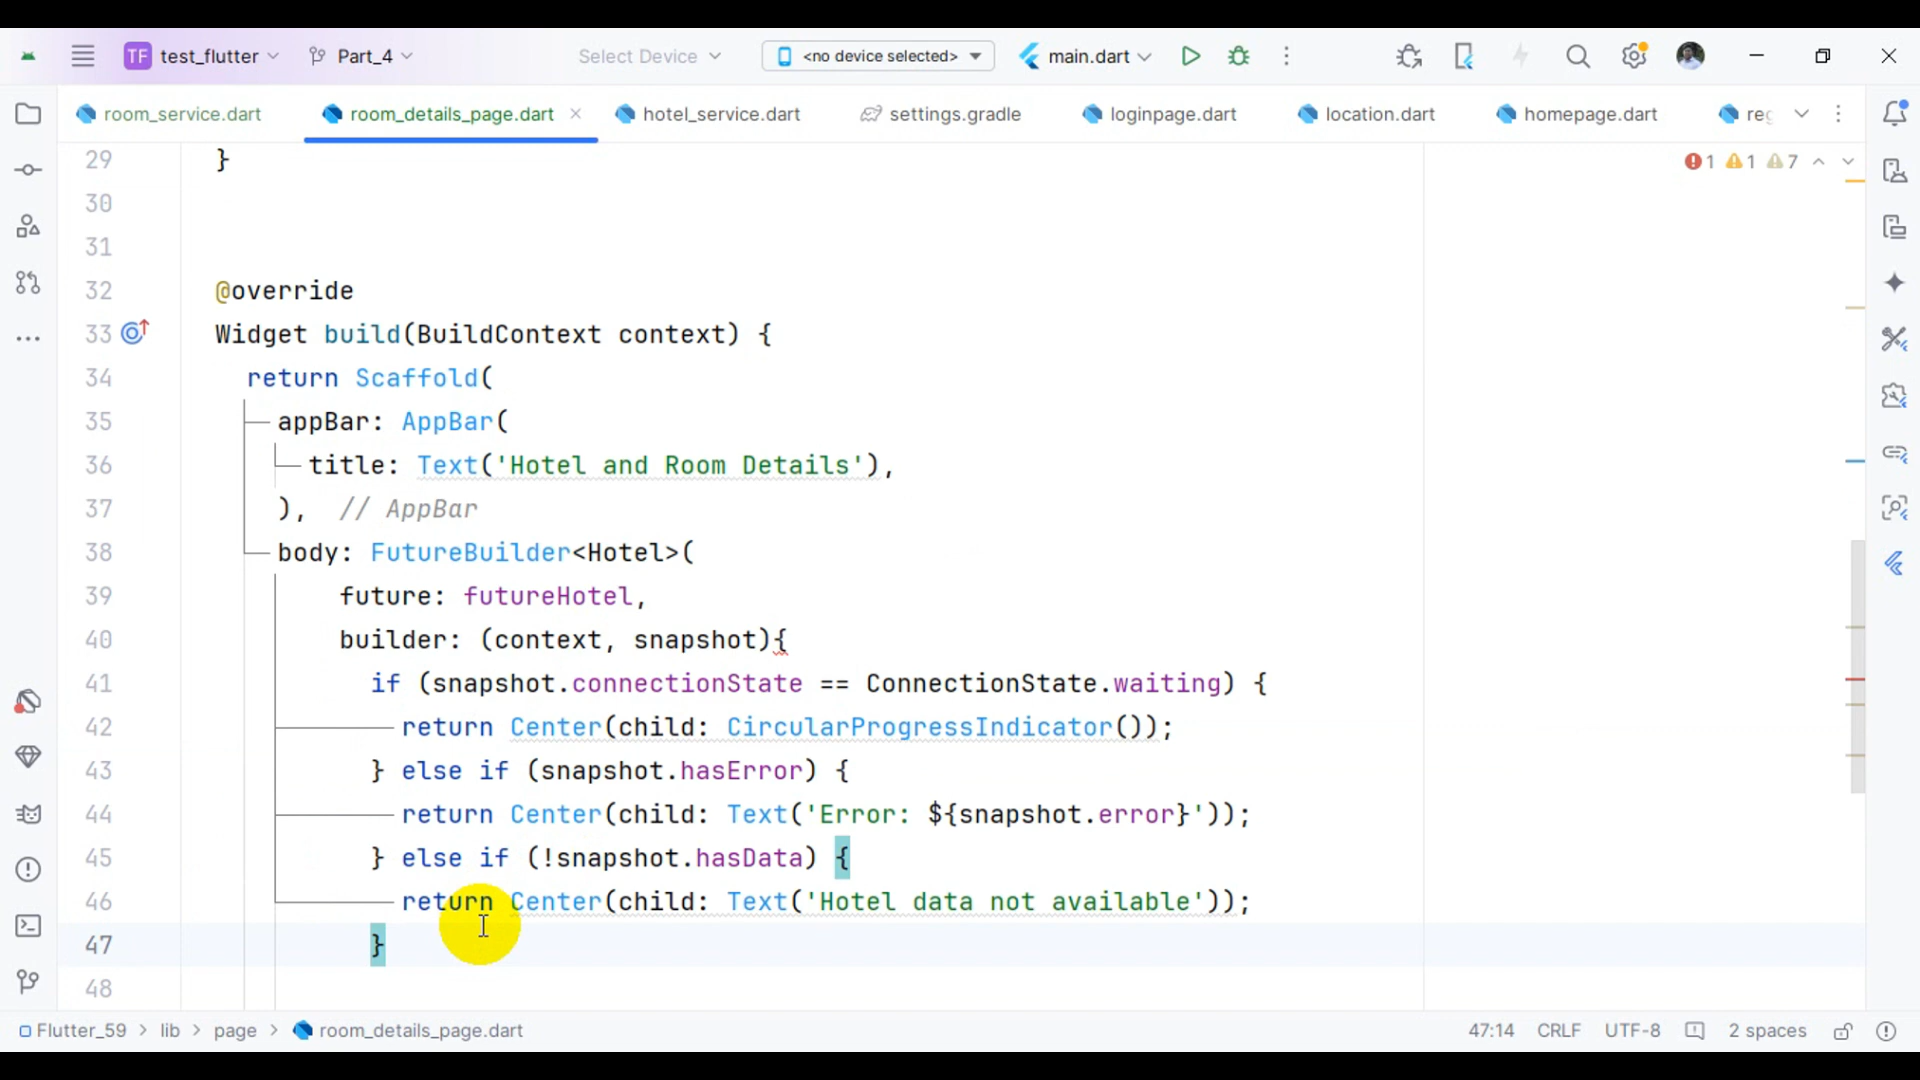 TF test_flutter Part_4 Select Device <no device selected> main.dart
room_service.dart room_details_page.dart hotel_service.dart settings.gradle loginpage.dart location.dart homepage.dart
1 1 7
29 }
30
31
32 @override
33 Widget build(BuildContext context) {
34 return Scaffold(
35 appBar: AppBar(
36 title: Text('Hotel and Room Details'),
37 ), // AppBar
38 body: FutureBuilder<Hotel>(
39 future: futureHotel,
40 builder: (context, snapshot){
41 if (snapshot.connectionState == ConnectionState.waiting) {
42 return Center(child: CircularProgressIndicator());
43 } else if (snapshot.hasError) {
44 return Center(child: Text('Error: ${snapshot.error}'));
45 } else if (!snapshot.hasData) {
46 return Center(child: Text('Hotel data not available'));
47 }
48
Flutter_59 > lib > page > room_details_page.dart 47:14 CRLF UTF-8 2 spaces